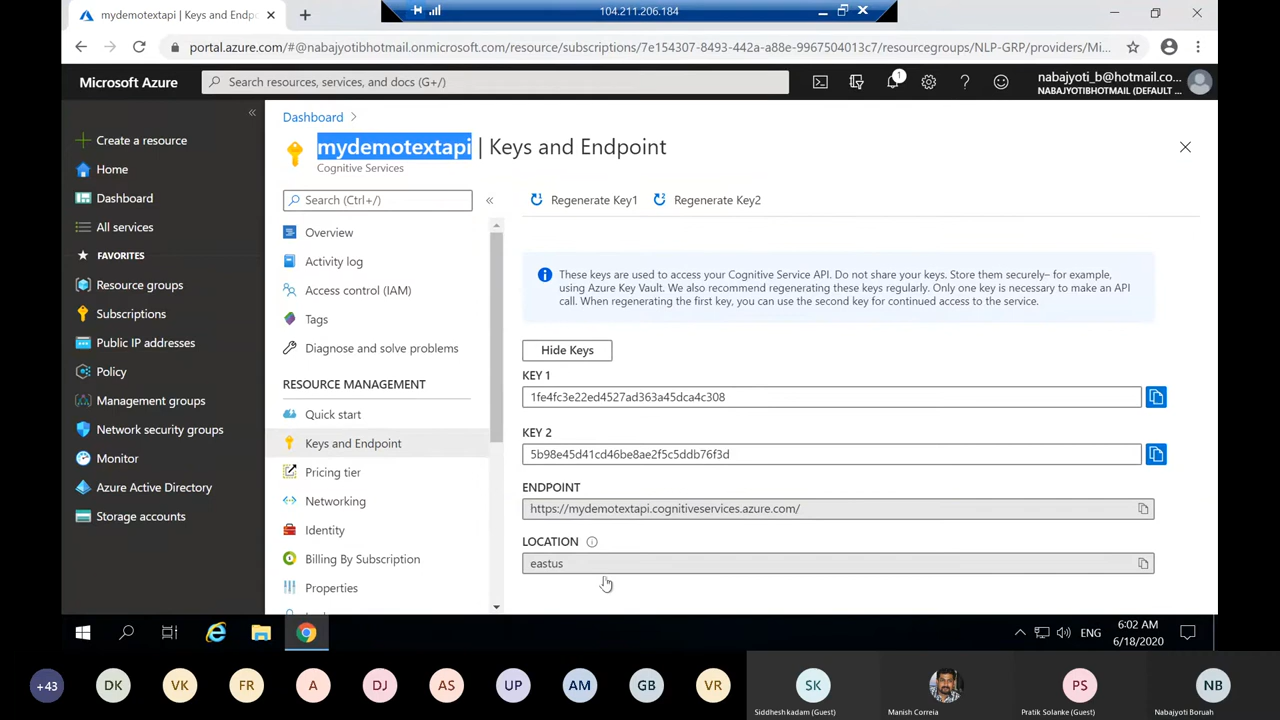 mydemotextapi | Keys and Endpo
104.211.206.184
portal.azure.com/#@nabajyotibhotmail.onmicrosoft.com/resource/subscriptions/7e154307-8493-442a-a88e-9967504013c7/resourcegroups/NLP-GRP/providers/Mi...
Microsoft Azure
Search resources, services, and docs (G+/)
1
nabajyoti_b@hotmail.co...
NABAJYOTIBHOTMAIL (DEFAULT ...
Create a resource
Home
Dashboard
All services
FAVORITES
Resource groups
Subscriptions
Public IP addresses
Policy
Management groups
Network security groups
Monitor
Azure Active Directory
Storage accounts
Dashboard >
mydemotextapi | Keys and Endpoint
Cognitive Services
Search (Ctrl+/)
Overview
Activity log
Access control (IAM)
Tags
Diagnose and solve problems
RESOURCE MANAGEMENT
Quick start
Keys and Endpoint
Pricing tier
Networking
Identity
Billing By Subscription
Properties
Regenerate Key1
Regenerate Key2
These keys are used to access your Cognitive Service API. Do not share your keys. Store them securely– for example,
using Azure Key Vault. We also recommend regenerating these keys regularly. Only one key is necessary to make an API
call. When regenerating the first key, you can use the second key for continued access to the service.
Hide Keys
KEY 1
1fe4fc3e22ed4527ad363a45dca4c308
KEY 2
5b98e45d41cd46be8ae2f5c5ddb76f3d
ENDPOINT
https://mydemotextapi.cognitiveservices.azure.com/
LOCATION
eastus
ENG
6:02 AM
6/18/2020
+43
DK
VK
FR
A
DJ
AS
UP
AM
GB
VR
SK
Siddhesh kadam (Guest)
Manish Correia
PS
Pratik Solanke (Guest)
NB
Nabajyoti Boruah